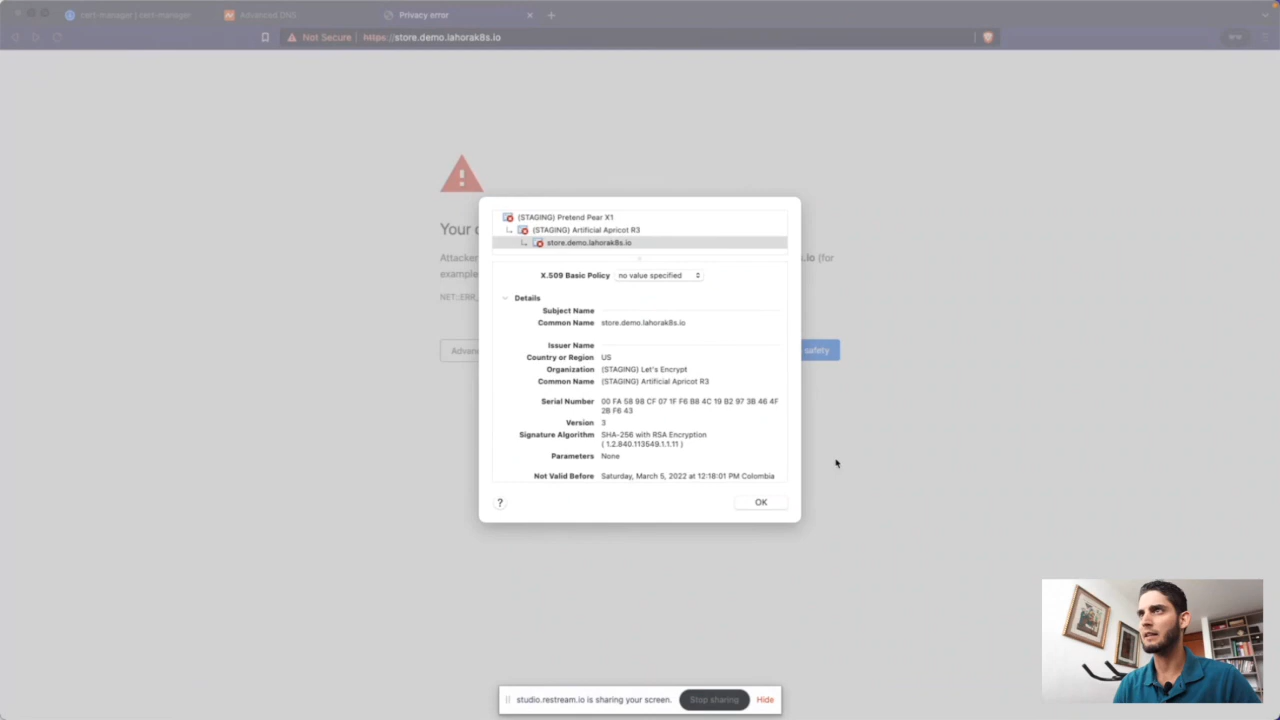 cert-manager | cert-manager
Advanced DNS
Privacy error
Not Secure
https://store.demo.lahorak8s.io
Your
Attacker
s.io (for
example
NET::ERR_
Advan
safety
(STAGING) Pretend Pear X1
(STAGING) Artificial Apricot R3
store.demo.lahorak8s.io
X.509 Basic Policy no value specified
Details
Subject Name
Common Name store.demo.lahorak8s.io
Issuer Name
Country or Region US
Organization (STAGING) Let's Encrypt
Common Name (STAGING) Artificial Apricot R3
Serial Number 00 FA 58 98 CF 07 1F F6 B8 4C 19 B2 97 3B 46 4F
2B F6 43
Version 3
Signature Algorithm SHA-256 with RSA Encryption
( 1.2.840.113549.1.1.11 )
Parameters None
Not Valid Before Saturday, March 5, 2022 at 12:18:01 PM Colombia
?
OK
studio.restream.io is sharing your screen.
Stop sharing
Hide